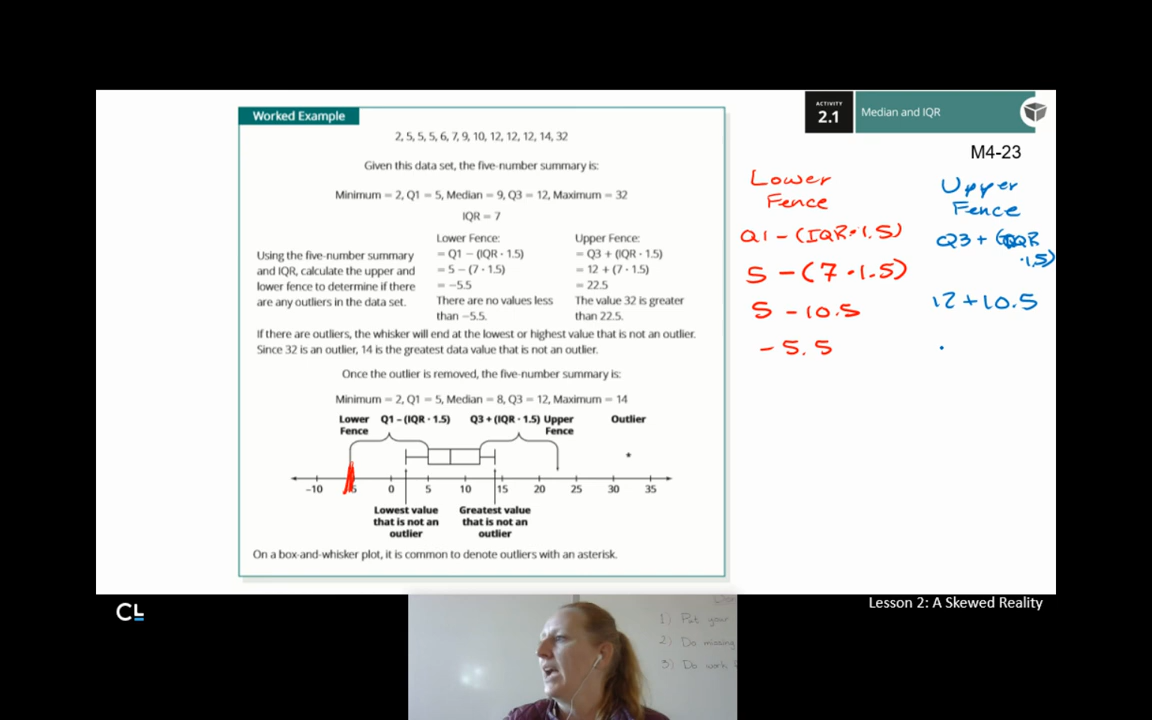 Worked Example
2, 5, 5, 5, 6, 7, 9, 10, 12, 12, 12, 14, 32
Given this data set, the five-number summary is:
Minimum = 2, Q1 = 5, Median = 9, Q3 = 12, Maximum = 32
IQR = 7
Using the five-number summary
and IQR, calculate the upper and
lower fence to determine if there
are any outliers in the data set.
Lower Fence:
= Q1 − (IQR · 1.5)
= 5 − (7 · 1.5)
= −5.5
There are no values less
than −5.5.
Upper Fence:
= Q3 + (IQR · 1.5)
= 12 + (7 · 1.5)
= 22.5
The value 32 is greater
than 22.5.
If there are outliers, the whisker will end at the lowest or highest value that is not an outlier.
Since 32 is an outlier, 14 is the greatest data value that is not an outlier.
Once the outlier is removed, the five-number summary is:
Minimum = 2, Q1 = 5, Median = 8, Q3 = 12, Maximum = 14
Lower
Fence
Q1 − (IQR · 1.5)
Q3 + (IQR · 1.5)
Upper
Fence
Outlier
*
-10 0 5 10 15 20 25 30 35
Lowest value
that is not an
outlier
Greatest value
that is not an
outlier
On a box-and-whisker plot, it is common to denote outliers with an asterisk.
ACTIVITY
2.1
Median and IQR
M4-23
Lower
Fence
Q1 - (IQR · 1.5)
5 - (7 · 1.5)
5 - 10.5
- 5.5
Upper
Fence
Q3 + (IQR
· 1.5)
12 + 10.5
CL
Lesson 2: A Skewed Reality
1) Put your
2) Do missing
3) Do work